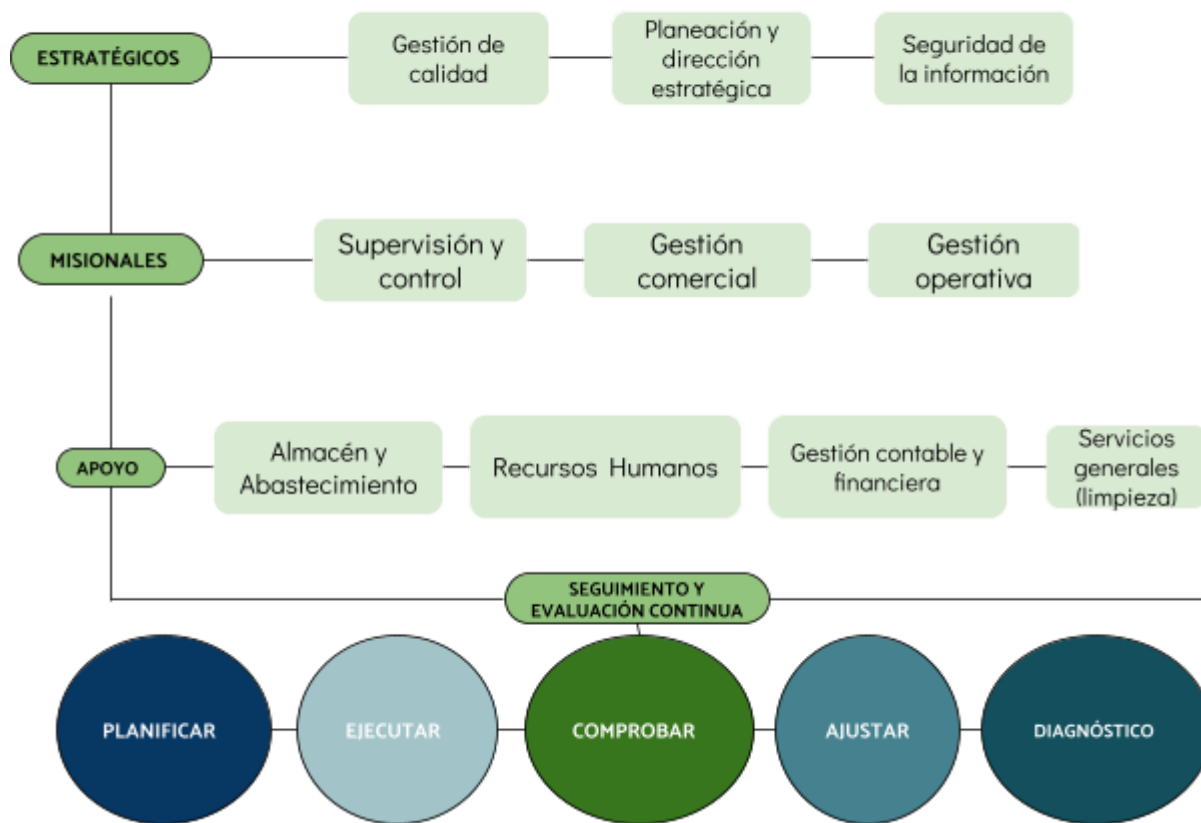 ESTRATÉGICOS
Gestión de
calidad
Planeación y
dirección
estratégica
Seguridad de
la información
MISIONALES
Supervisión y
control
Gestión
comercial
Gestión
operativa
APOYO
Almacén y
Abastecimiento
Recursos Humanos
Gestión contable y
financiera
Servicios
generales
(limpieza)
SEGUIMIENTO Y
EVALUACIÓN CONTINUA
PLANIFICAR
EJECUTAR
COMPROBAR
AJUSTAR
DIAGNÓSTICO